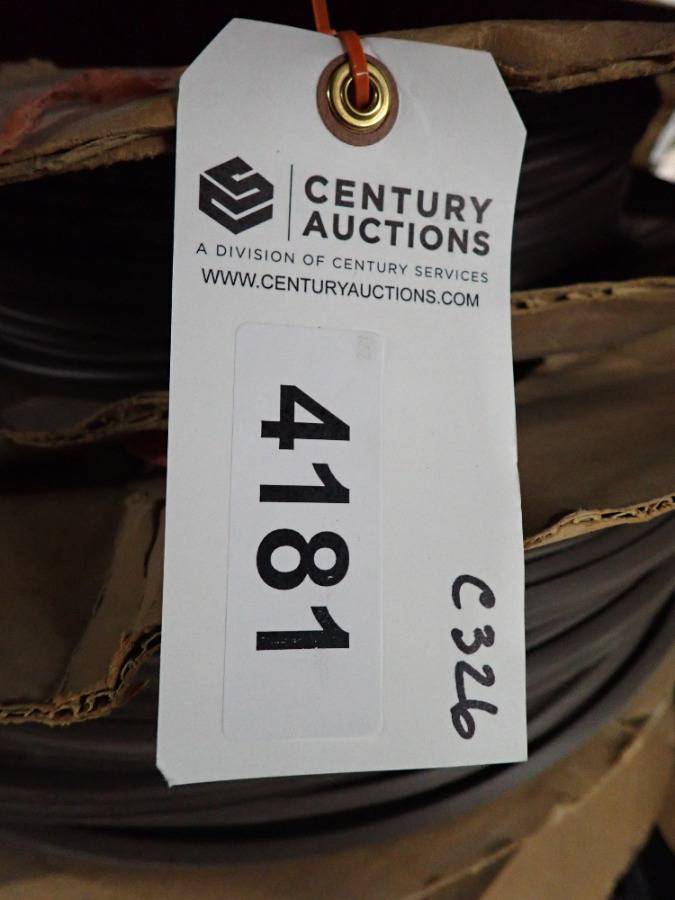 CENTURY
AUCTIONS
A DIVISION OF CENTURY SERVICES
WWW.CENTURYAUCTIONS.COM
4181
C326